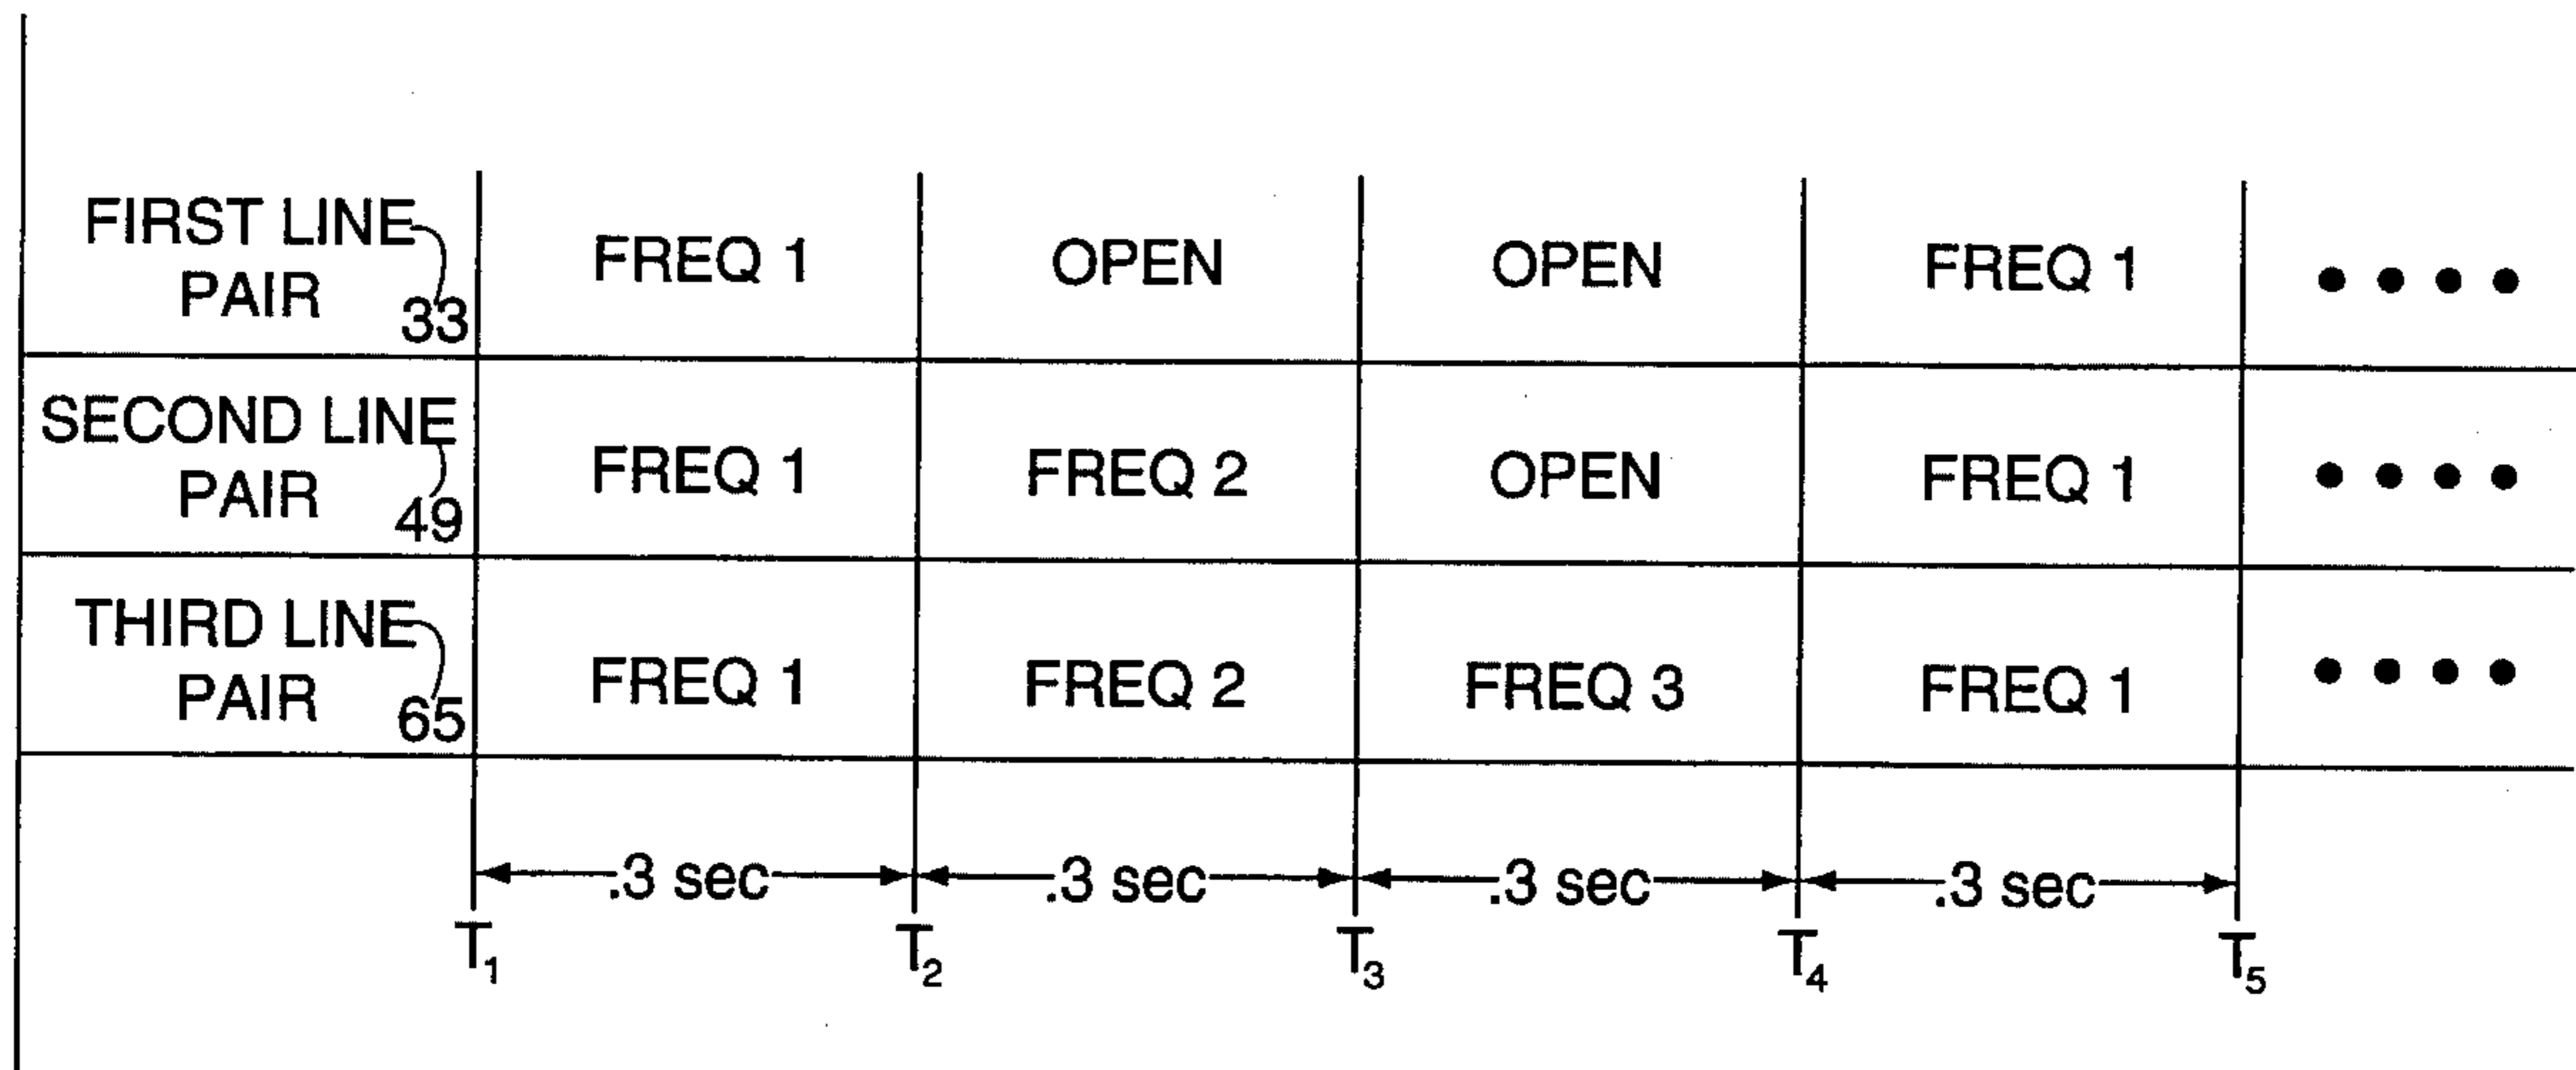 FIRST LINE
PAIR 33
FREQ 1 OPEN OPEN FREQ 1
SECOND LINE
PAIR 49
FREQ 1 FREQ 2 OPEN FREQ 1
THIRD LINE
PAIR 65
FREQ 1 FREQ 2 FREQ 3 FREQ 1
.3 sec .3 sec .3 sec .3 sec
T1 T2 T3 T4 T5